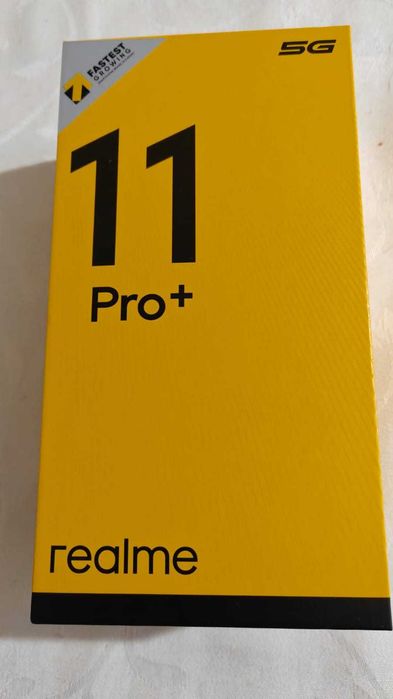 FASTEST
GROWING
5G
11
Pro+
realme